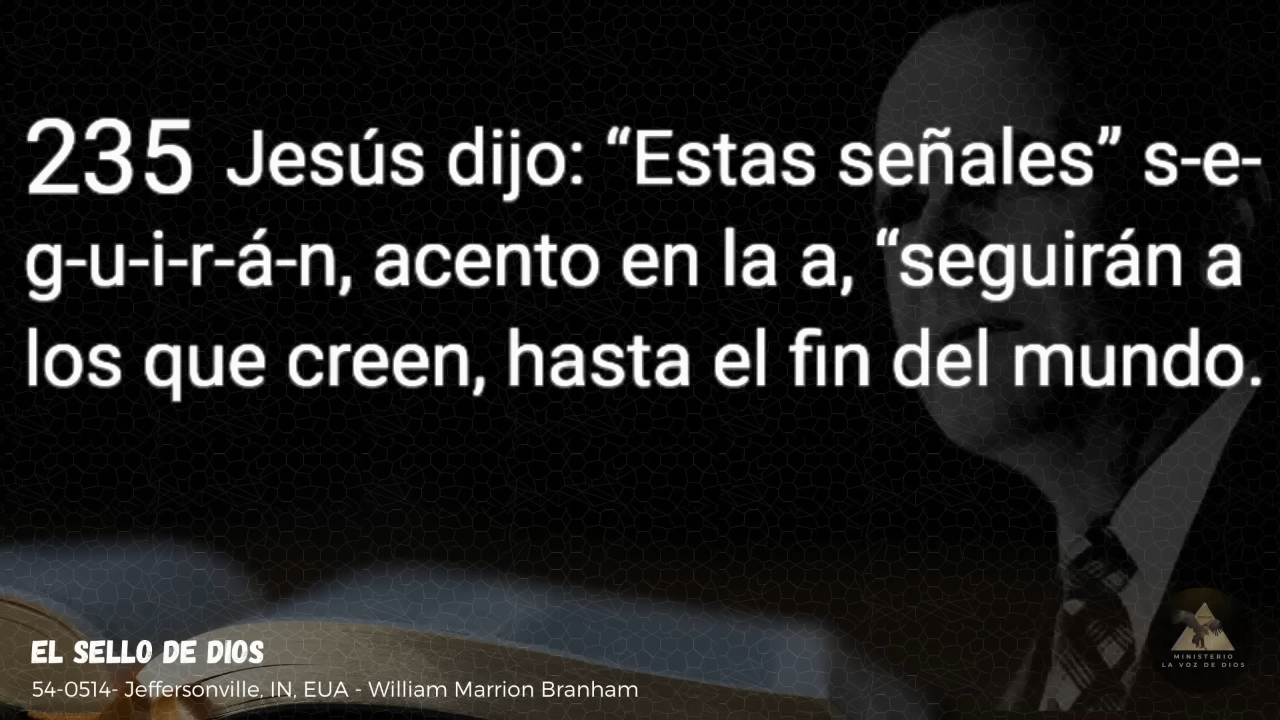 235 Jesús dijo: “Estas señales” s-e-
g-u-i-r-á-n, acento en la a, “seguirán a
los que creen, hasta el fin del mundo.
EL SELLO DE DIOS
54-0514- Jeffersonville, IN, EUA - William Marrion Branham
MINISTERIO
LA VOZ DE DIOS